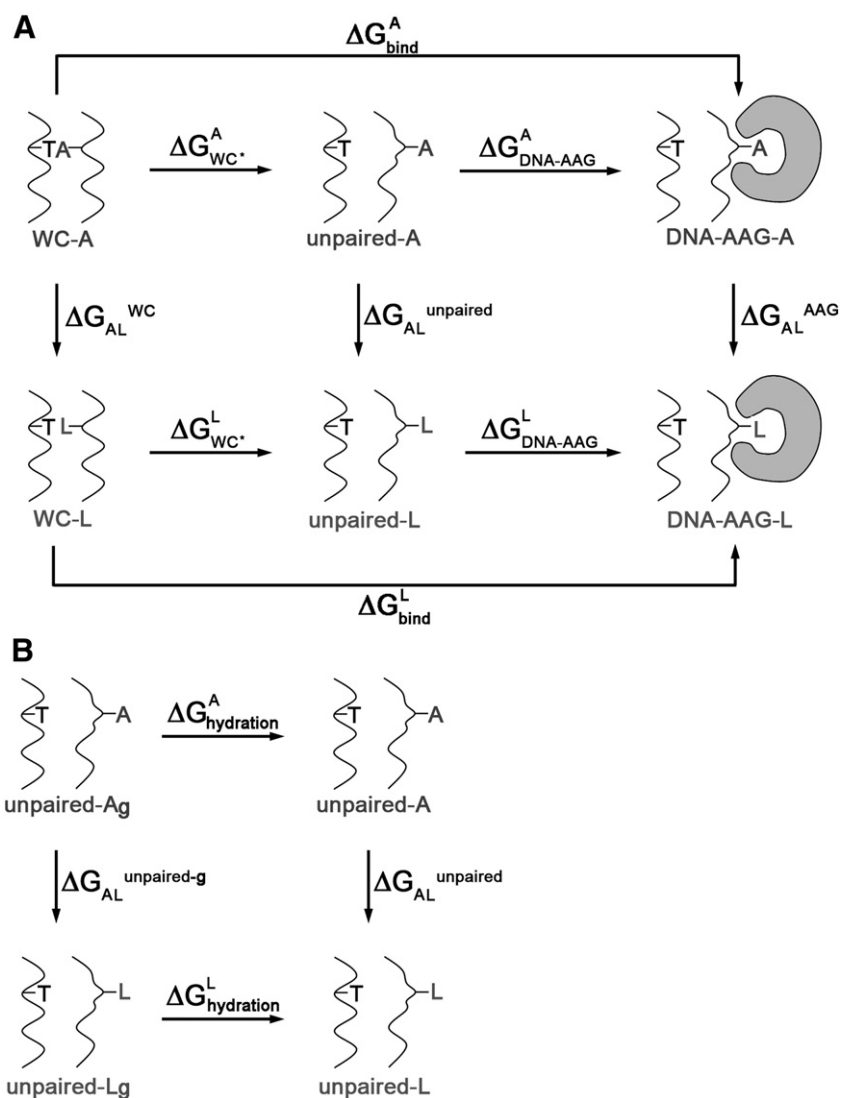 A
ΔG^A_bind
TA
ΔG^A_WC*
T A
ΔG^A_DNA-AAG
T A
WC-A
unpaired-A
DNA-AAG-A
ΔG_AL^WC
ΔG_AL^unpaired
ΔG_AL^AAG
T L
ΔG^L_WC*
T L
ΔG^L_DNA-AAG
T L
WC-L
unpaired-L
DNA-AAG-L
ΔG^L_bind
B
T A
ΔG^A_hydration
T A
unpaired-Ag
unpaired-A
ΔG_AL^unpaired-g
ΔG_AL^unpaired
T L
ΔG^L_hydration
T L
unpaired-Lg
unpaired-L